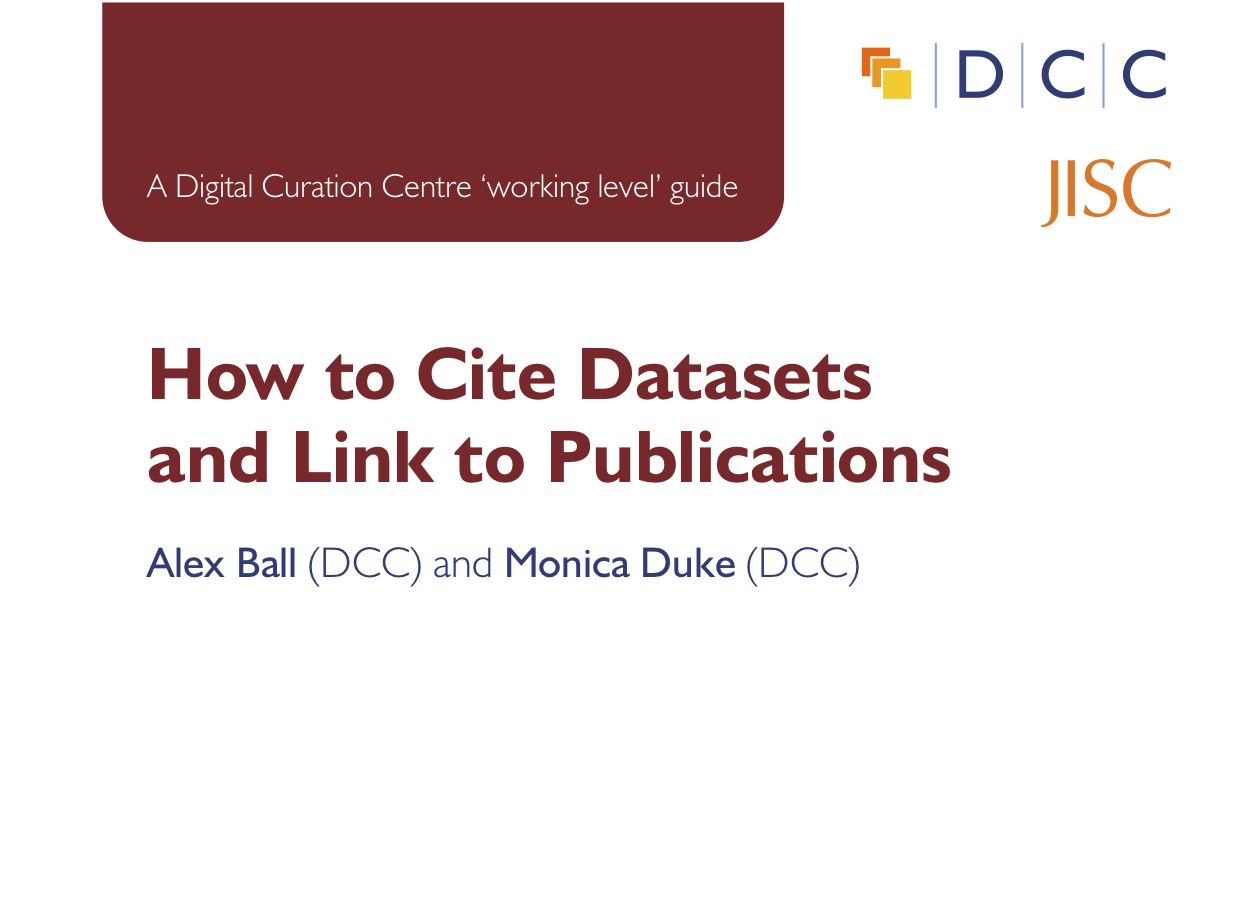 A Digital Curation Centre ‘working level’ guide
D C C
JISC
How to Cite Datasets
and Link to Publications
Alex Ball (DCC) and Monica Duke (DCC)